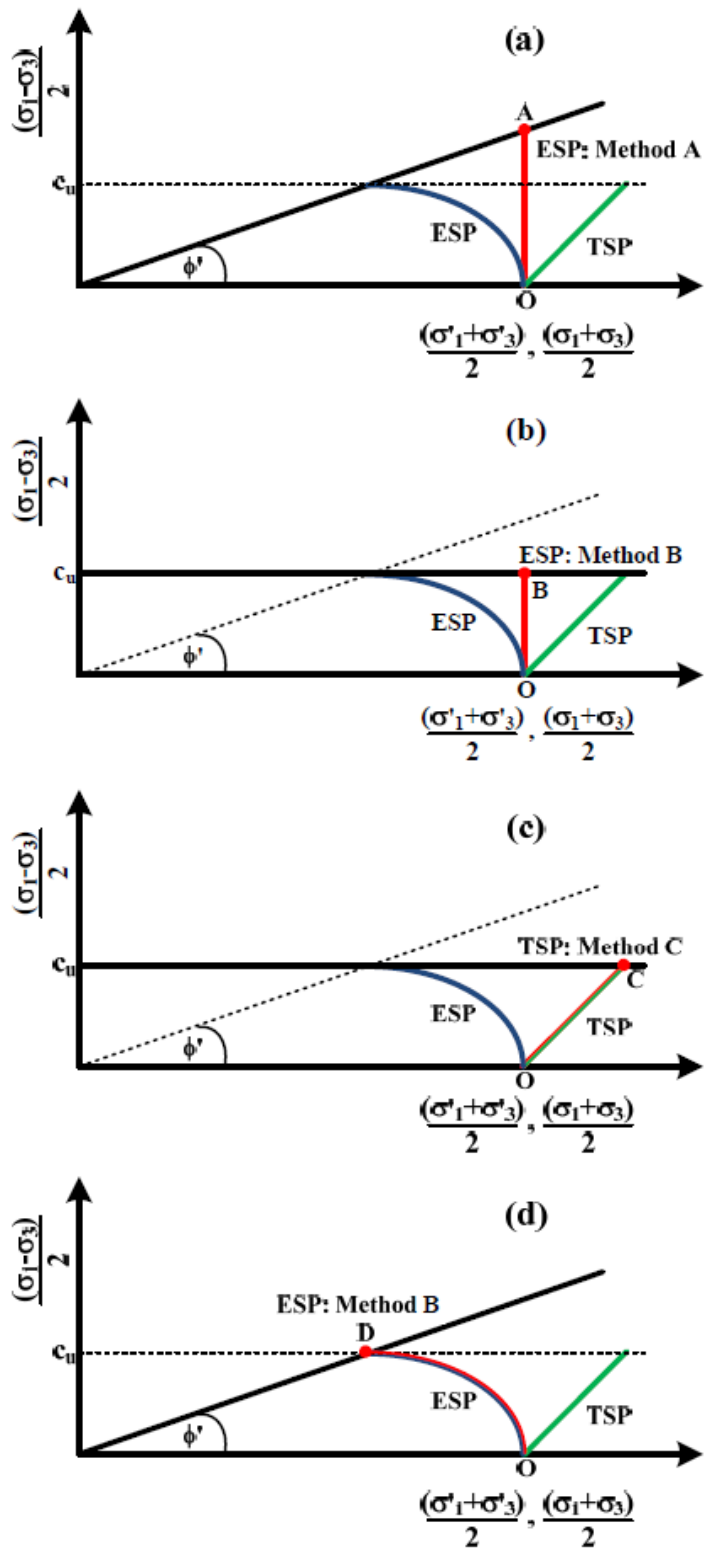 (a)
(σ1-σ3)
2
A
ESP: Method A
cu
ESP
TSP
ϕ'
O
(σ'1+σ'3) , (σ1+σ3)
2 2
(b)
(σ1-σ3)
2
ESP: Method B
cu
B
ESP
TSP
ϕ'
O
(σ'1+σ'3) , (σ1+σ3)
2 2
(c)
(σ1-σ3)
2
TSP: Method C
cu
C
ESP
TSP
ϕ'
O
(σ'1+σ'3) , (σ1+σ3)
2 2
(d)
(σ1-σ3)
2
ESP: Method B
D
cu
ESP
TSP
ϕ'
O
(σ'1+σ'3) , (σ1+σ3)
2 2